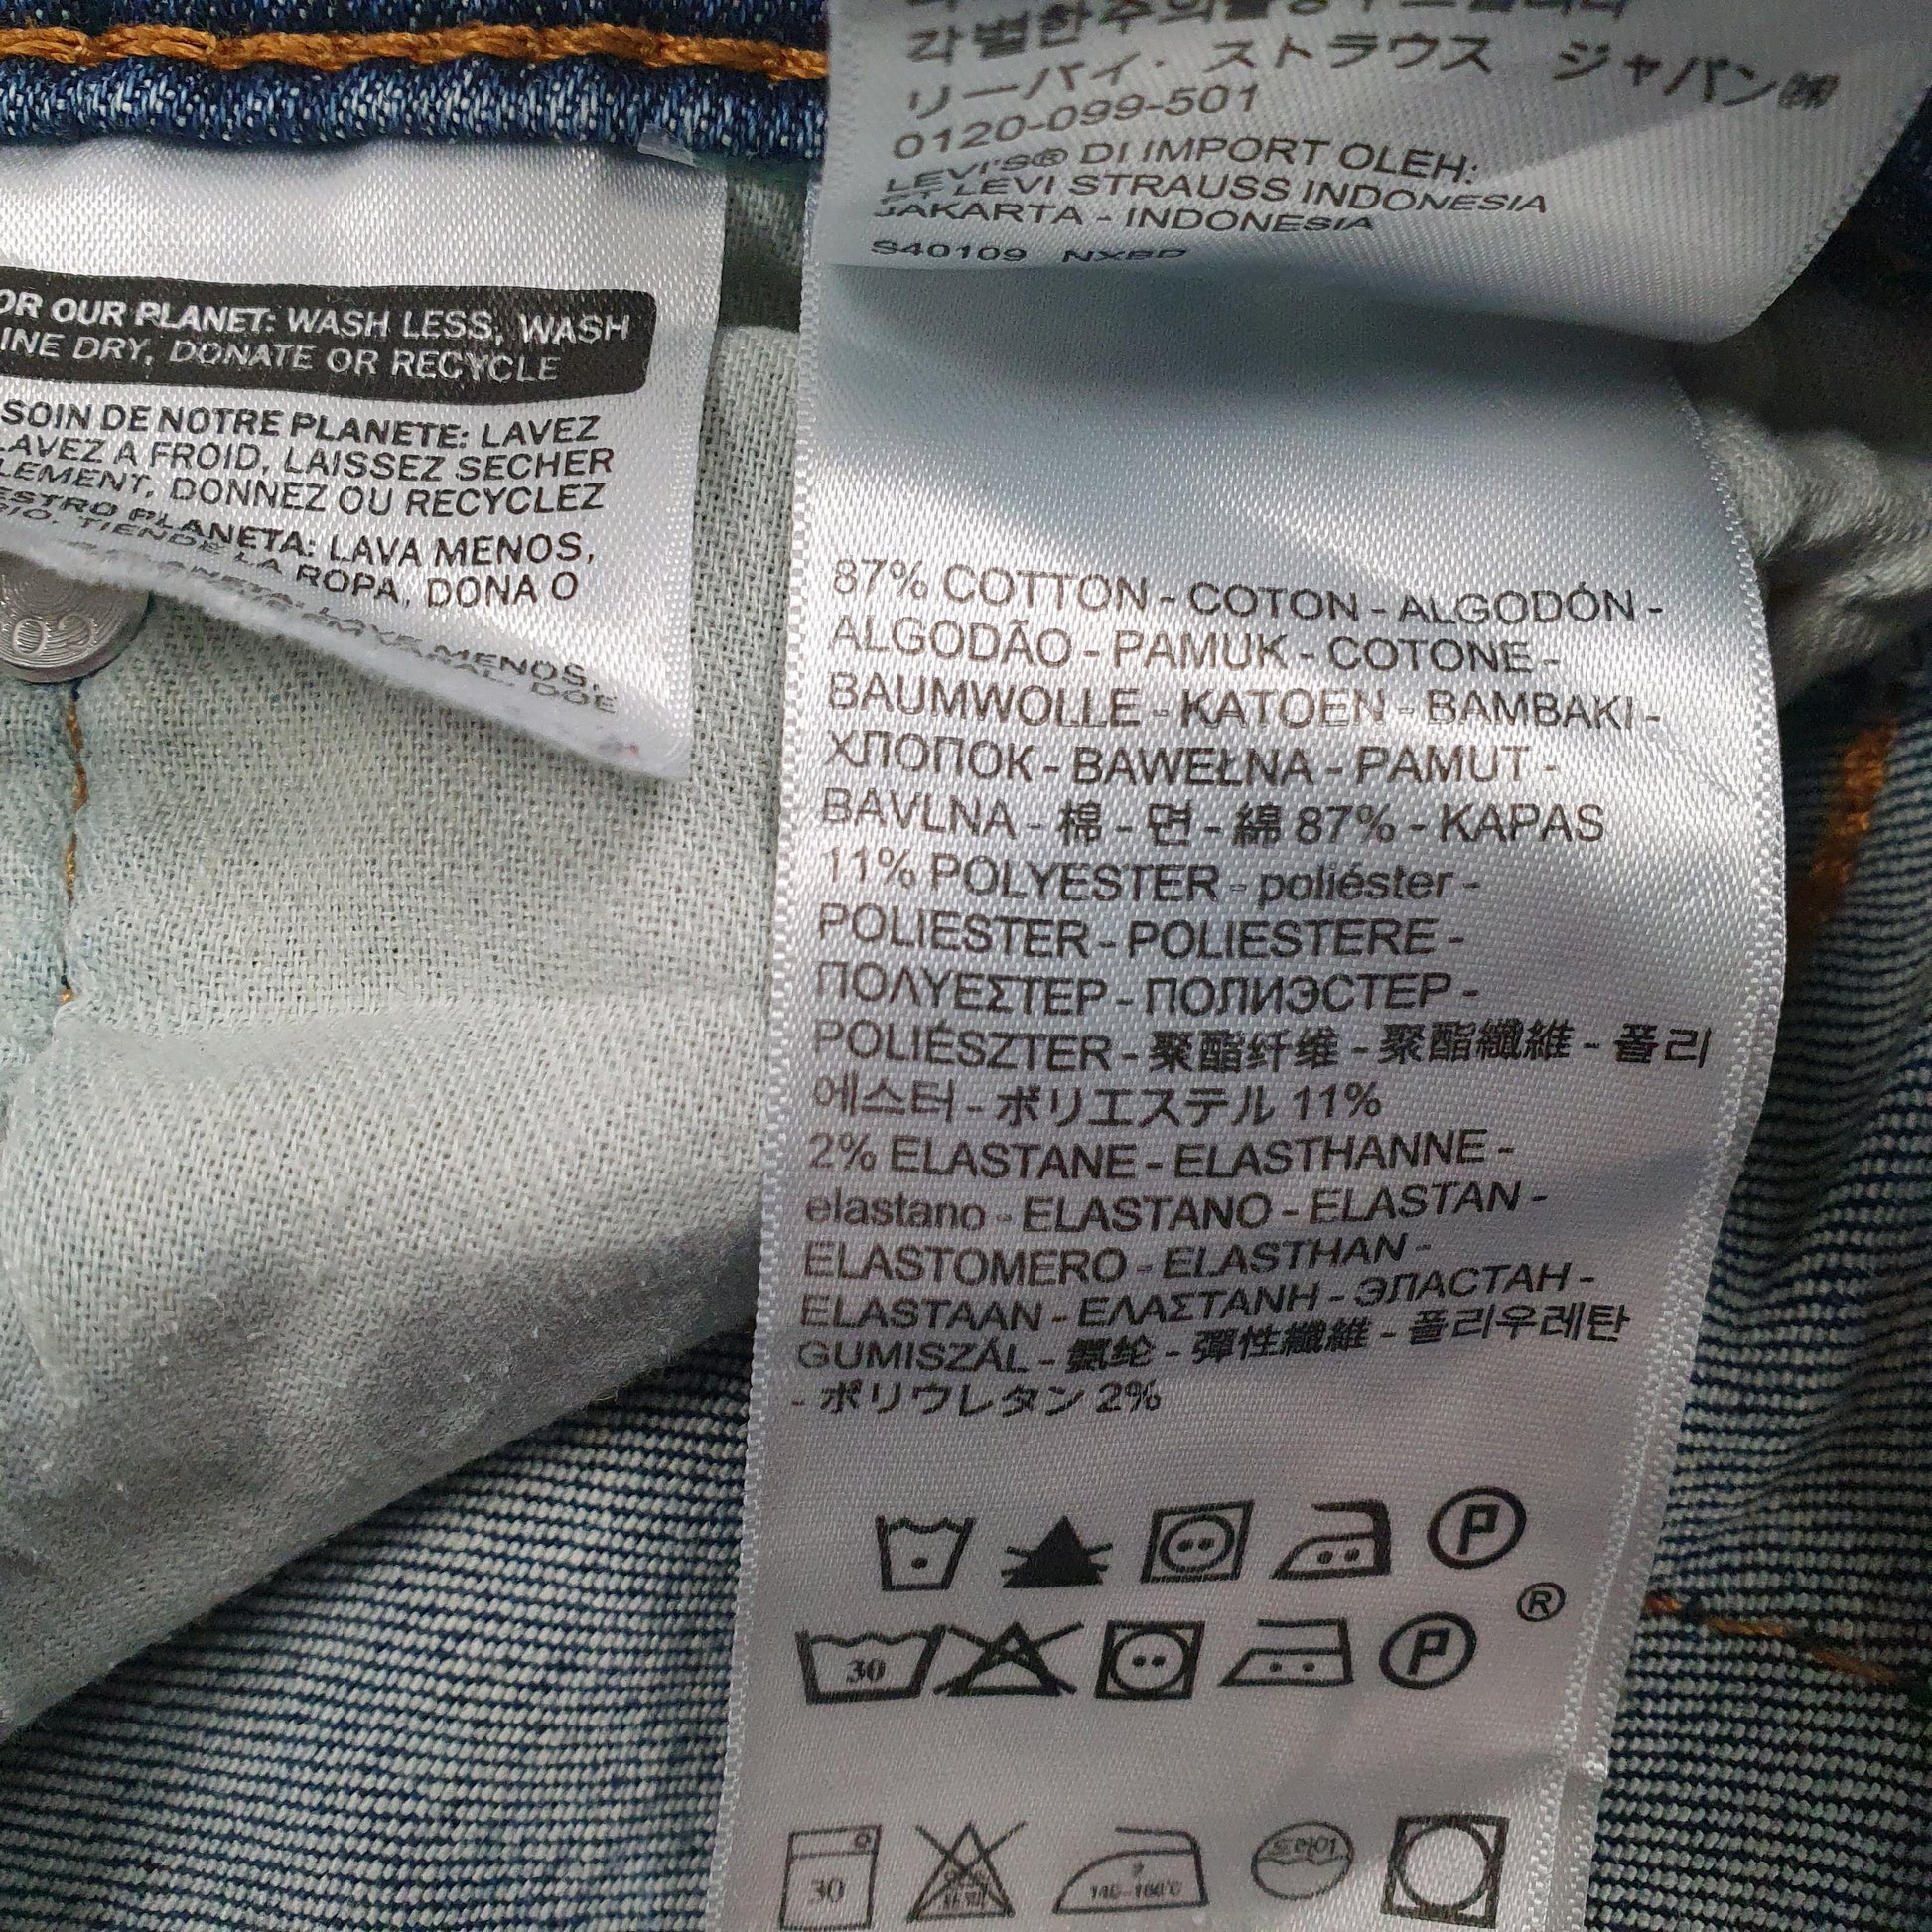 OR OUR PLANET: WASH LESS, WASH
INE DRY, DONATE OR RECYCLE
SOIN DE NOTRE PLANETE: LAVEZ
LAVEZ A FROID, LAISSEZ SECHER
LEMENT, DONNEZ OU RECYCLEZ
ESTRO PLANETA: LAVA MENOS,
TIENDE LA ROPA, DONA O
MENOS,
DOE
02
각별한주의를
リーバイ・ストラウス ジャパン㈱
0120-099-501
LEVI'S® DI IMPORT OLEH:
PT. LEVI STRAUSS INDONESIA
JAKARTA - INDONESIA
S40109 NXBD
87% COTTON - COTON - ALGODÓN -
ALGODÃO - PAMUK - COTONE -
BAUMWOLLE - KATOEN - BAMBAKI -
ХЛОПОК - BAWEŁNA - PAMUT -
BAVLNA - 棉 - 면 - 綿 87% - KAPAS
11% POLYESTER - poliéster -
POLIESTER - POLIESTERE -
ΠΟΛΥΕΣΤΕΡ - ПОЛИЭСТЕР -
POLIÉSZTER - 聚酯纤维 - 聚酯纖維 - 폴리
에스터 - ポリエステル 11%
2% ELASTANE - ELASTHANNE -
elastano - ELASTANO - ELASTAN -
ELASTOMERO - ELASTHAN -
ELASTAAN - ΕΛΑΣΤΑΝΗ - ЭЛАСТАН -
GUMISZÁL - 氨纶 - 彈性纖維 - 폴리우레탄
- ポリウレタン 2%
P
®
30 P
30 140-160°C 드라이